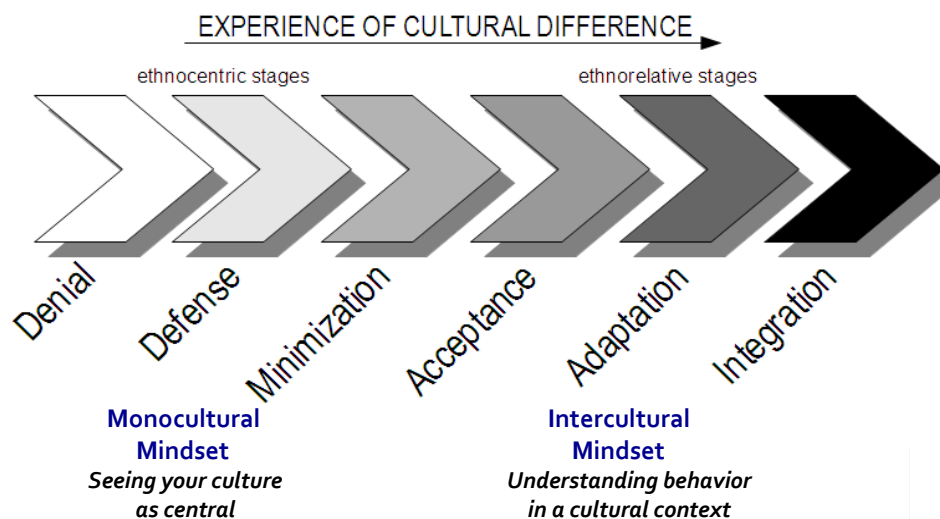 EXPERIENCE OF CULTURAL DIFFERENCE
ethnocentric stages
ethnorelative stages
Denial
Defense
Minimization
Acceptance
Adaptation
Integration
Monocultural
Mindset
Seeing your culture
as central
Intercultural
Mindset
Understanding behavior
in a cultural context